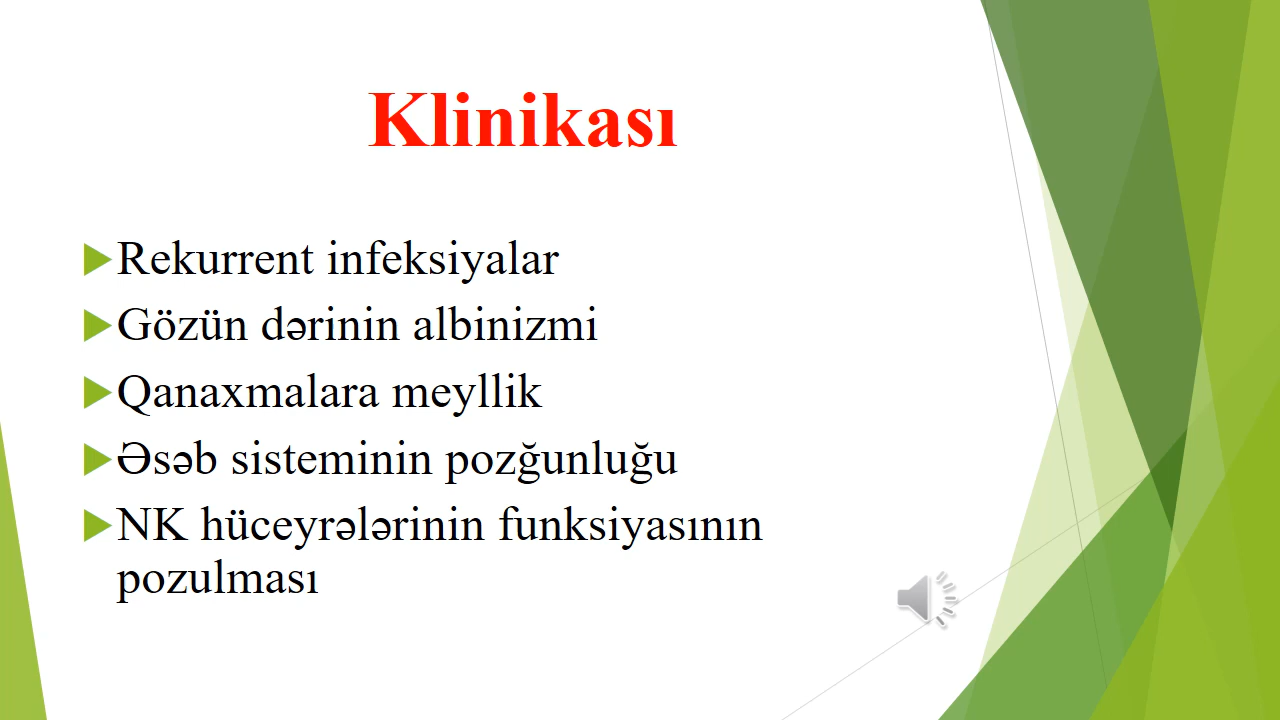 Klinikası
Rekurrent infeksiyalar
Gözün dərinin albinizmi
Qanaxmalara meyllik
Əsəb sisteminin pozğunluğu
NK hüceyrələrinin funksiyasının
pozulması